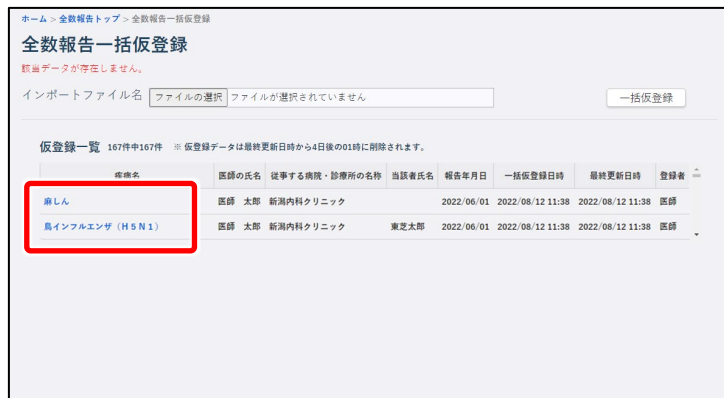 ホーム > 全数報告トップ > 全数報告一括仮登録
全数報告一括仮登録
該当データが存在しません。
インポートファイル名 ファイルの選択 ファイルが選択されていません 一括仮登録
仮登録一覧 167件中167件 ※ 仮登録データは最終更新日時から4日後の01時に削除されます。
疾病名 医師の氏名 従事する病院・診療所の名称 当該者氏名 報告年月日 一括仮登録日時 最終更新日時 登録者
麻しん 医師 太郎 新潟内科クリニック 2022/06/01 2022/08/12 11:38 2022/08/12 11:38 医師
鳥インフルエンザ（H5N1） 医師 太郎 新潟内科クリニック 東芝太郎 2022/06/01 2022/08/12 11:38 2022/08/12 11:38 医師